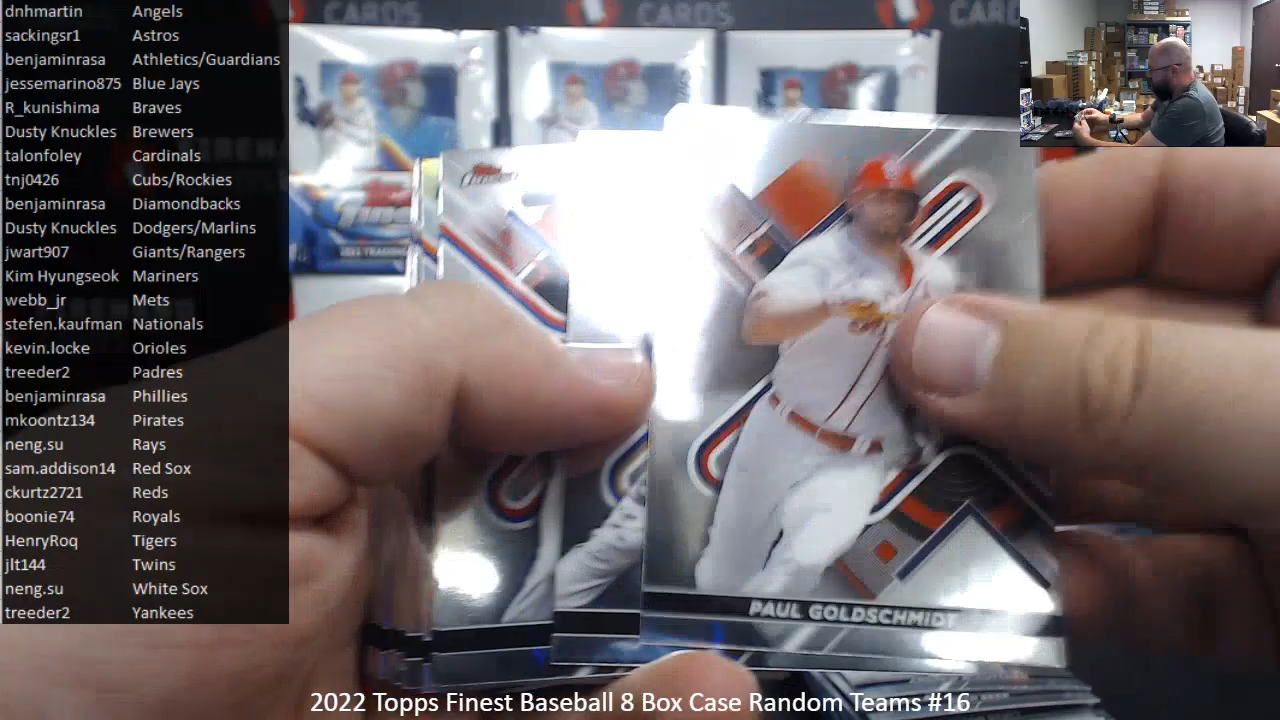 dnhmartin Angels
sackingsr1 Astros
benjaminrasa Athletics/Guardians
jessemarino875 Blue Jays
R_kunishima Braves
Dusty Knuckles Brewers
talonfoley Cardinals
tnj0426 Cubs/Rockies
benjaminrasa Diamondbacks
Dusty Knuckles Dodgers/Marlins
jwart907 Giants/Rangers
Kim Hyungseok Mariners
webb_jr Mets
stefen.kaufman Nationals
kevin.locke Orioles
treeder2 Padres
benjaminrasa Phillies
mkoontz134 Pirates
neng.su Rays
sam.addison14 Red Sox
ckurtz2721 Reds
boonie74 Royals
HenryRoq Tigers
jlt144 Twins
neng.su White Sox
treeder2 Yankees
CARDS CARDS CARD
Finest
PAUL GOLDSCHMIDT
2022 Topps Finest Baseball 8 Box Case Random Teams #16